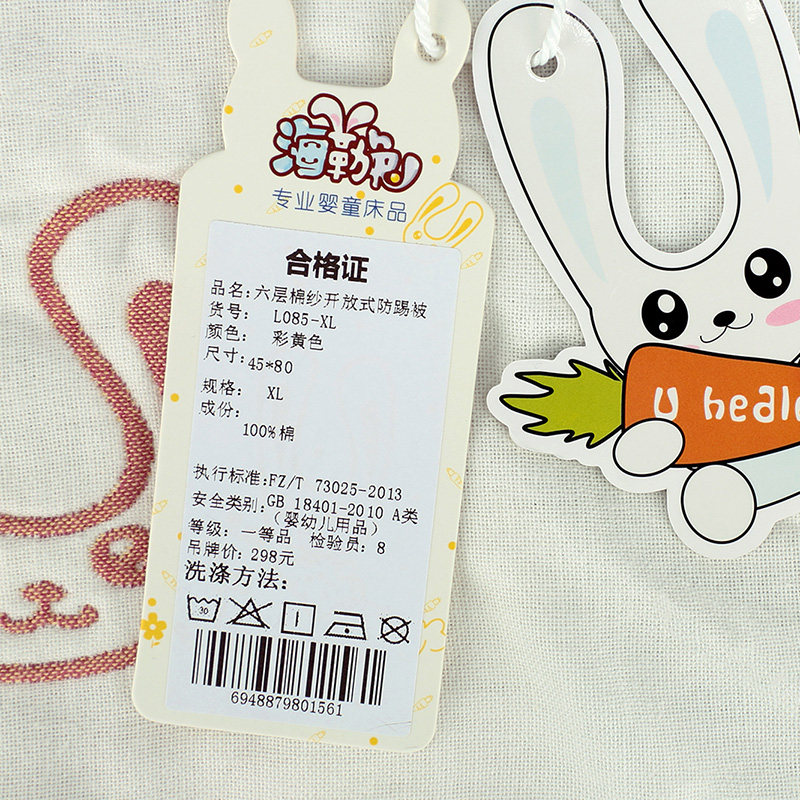 海勒尔
专业婴童床品
合格证
品名:六层棉纱开放式防踢被
货号: L085-XL
颜色: 彩黄色
尺寸:45*80
规格: XL
成份:
100%棉
执行标准:FZ/T 73025-2013
安全类别:GB 18401-2010 A类
(婴幼儿用品)
等级: 一等品 检验员: 8
吊牌价: 298元
洗涤方法:
30
6948879801561
U heale